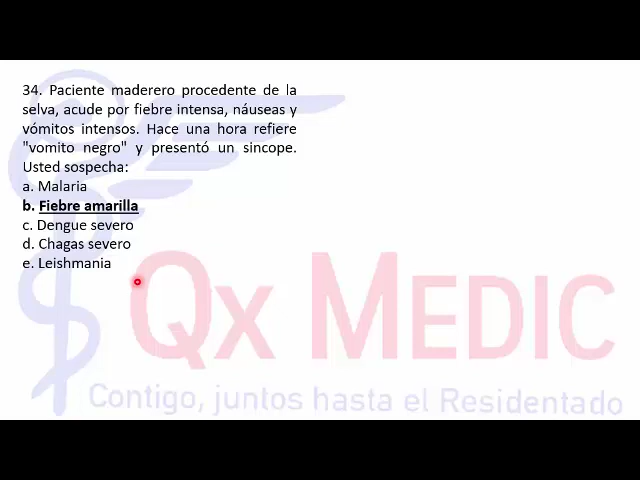 34. Paciente maderero procedente de la
selva, acude por fiebre intensa, náuseas y
vómitos intensos. Hace una hora refiere
"vomito negro" y presentó un sincope.
Usted sospecha:
a. Malaria
b. Fiebre amarilla
c. Dengue severo
d. Chagas severo
e. Leishmania
Qx MEDIC
Contigo, juntos hasta el Residentado